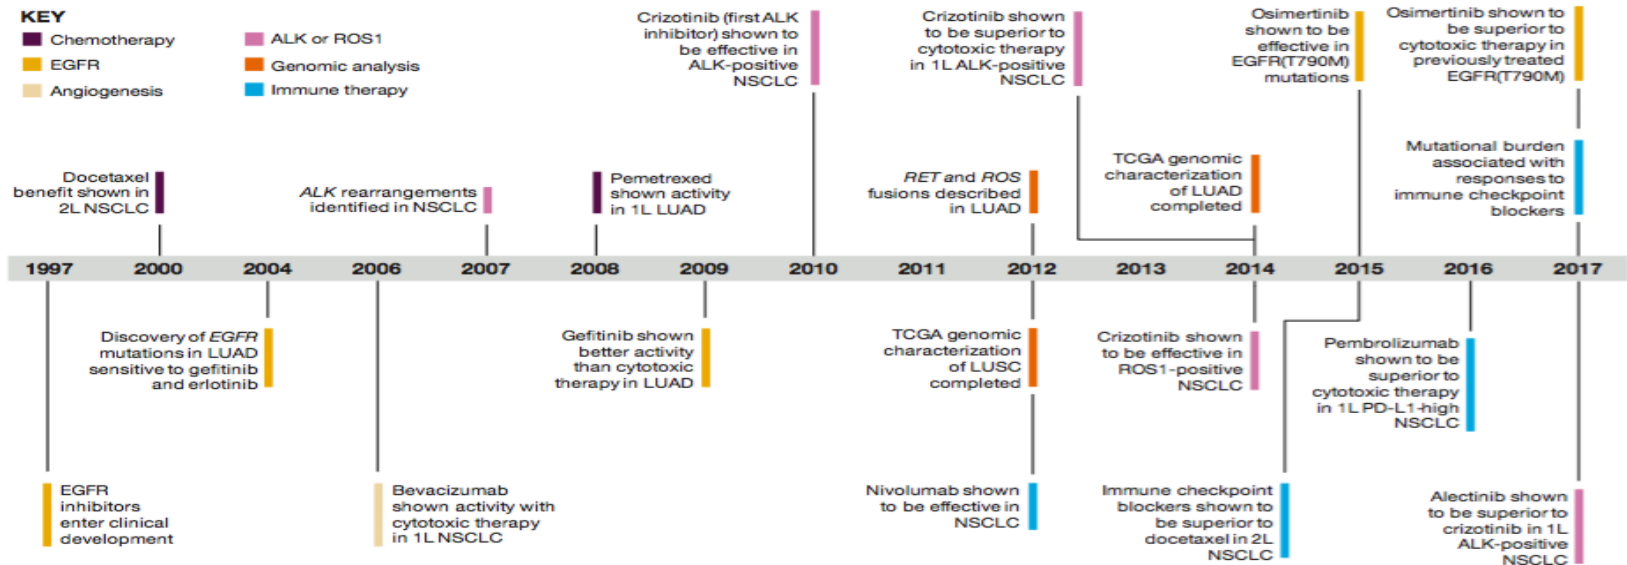 KEY
Chemotherapy
EGFR
Angiogenesis
ALK or ROS1
Genomic analysis
Immune therapy
Crizotinib (first ALK
inhibitor) shown to
be effective in
ALK-positive
NSCLC
Crizotinib shown
to be superior to
cytotoxic therapy
in 1L ALK-positive
NSCLC
Osimertinib
shown to be
effective in
EGFR(T790M)
mutations
Osimertinib shown to
be superior to
cytotoxic therapy in
previously treated
EGFR(T790M)
Docetaxel
benefit shown in
2L NSCLC
ALK rearrangements
identified in NSCLC
Pemetrexed
shown activity
in 1L LUAD
RET and ROS
fusions described
in LUAD
TCGA genomic
characterization
of LUAD
completed
Mutational burden
associated with
responses to
immune checkpoint
blockers
1997 2000 2004 2006 2007 2008 2009 2010 2011 2012 2013 2014 2015 2016 2017
Discovery of EGFR
mutations in LUAD
sensitive to gefitinib
and erlotinib
Gefitinib shown
better activity
than cytotoxic
therapy in LUAD
TCGA genomic
characterization
of LUSC
completed
Crizotinib shown
to be effective in
ROS1-positive
NSCLC
Pembrolizumab
shown to be
superior to
cytotoxic therapy
in 1L PD-L1-high
NSCLC
EGFR
inhibitors
enter clinical
development
Bevacizumab
shown activity with
cytotoxic therapy
in 1L NSCLC
Nivolumab shown
to be effective in
NSCLC
Immune checkpoint
blockers shown to
be superior to
docetaxel in 2L
NSCLC
Alectinib shown
to be superior to
crizotinib in 1L
ALK-positive
NSCLC